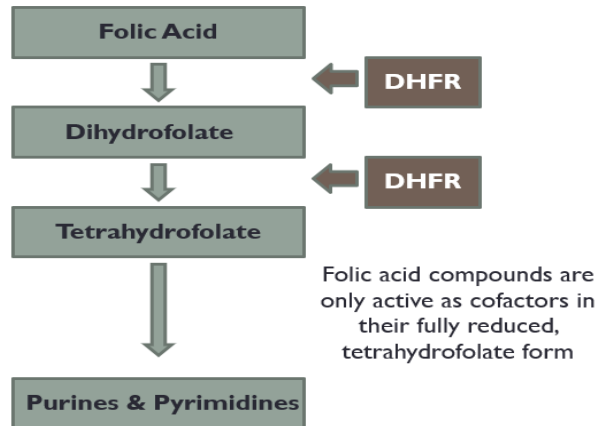 Folic Acid
DHFR
Dihydrofolate
DHFR
Tetrahydrofolate
Folic acid compounds are
only active as cofactors in
their fully reduced,
tetrahydrofolate form
Purines & Pyrimidines